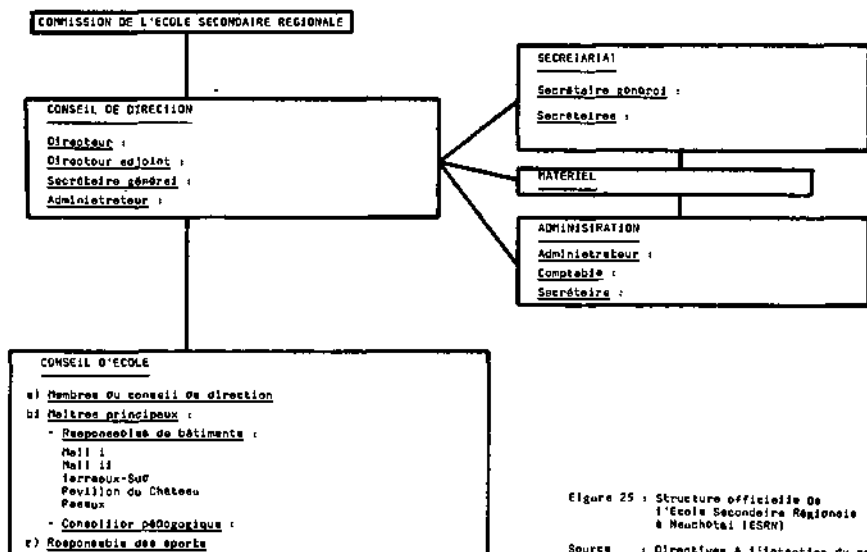 COMMISSION DE L'ECOLE SECONDAIRE REGIONALE
CONSEIL DE DIRECTION
Directeur :
Directeur adjoint :
Secrétaire général :
Administrateur :
SECRETARIAT
Secrétaire général :
Secrétaires :
MATERIEL
ADMINISTRATION
Administrateur :
Comptable :
Secrétaire :
CONSEIL D'ECOLE
a) Membres du conseil de direction
b) Maîtres principaux :
- Responsables de bâtiments :
Mail I
Mail II
Terreaux-Sud
Pavillon du Château
Peseux
- Conseiller pédagogique :
c) Responsable des sports
Figure 25 : Structure officielle de
l'Ecole Secondaire Régionale
à Neuchâtel (ESRN)
Source : Directives à l'intention du